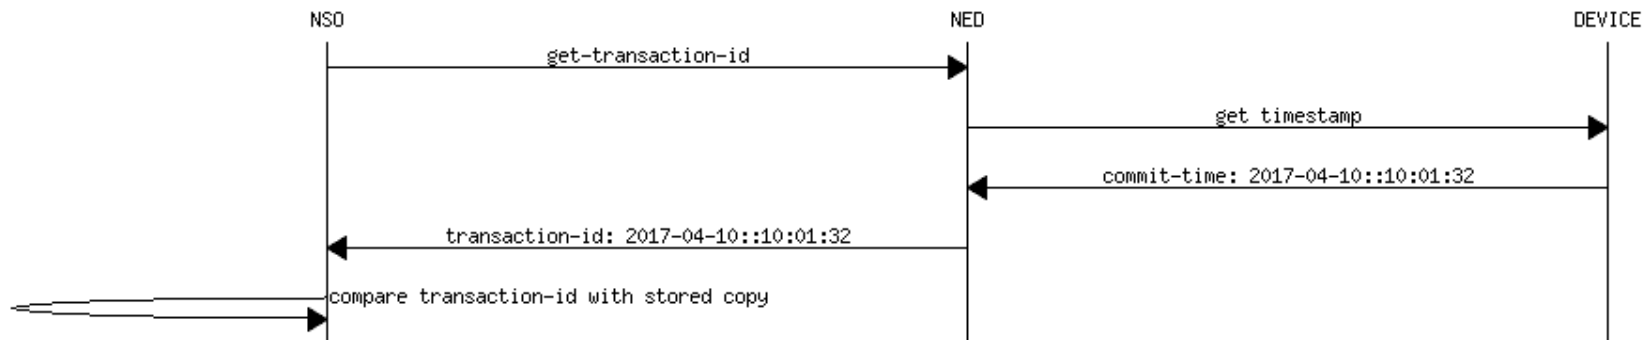 NSO NED DEVICE
get-transaction-id
get timestamp
commit-time: 2017-04-10::10:01:32
transaction-id: 2017-04-10::10:01:32
compare transaction-id with stored copy